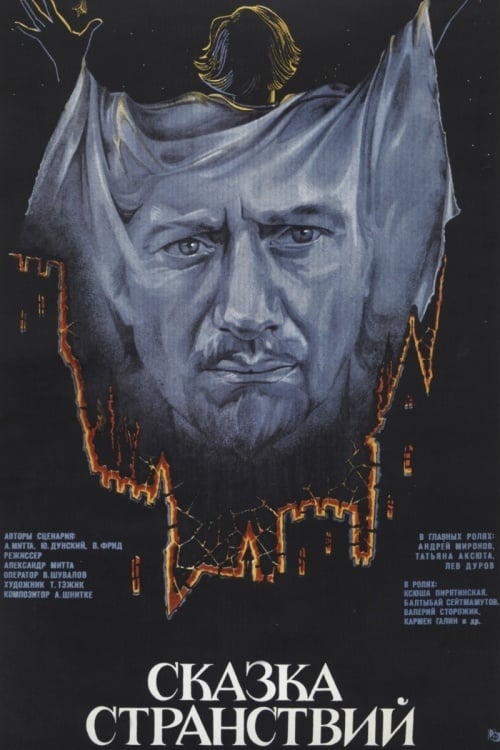 АВТОРЫ СЦЕНАРИЯ:
А. МИТТА, Ю. ДУНСКИЙ, В. ФРИД
РЕЖИССЕР
АЛЕКСАНДР МИТТА
ОПЕРАТОР В. ШУВАЛОВ
ХУДОЖНИК Т. ТЭЖИК
КОМПОЗИТОР А. ШНИТКЕ
В ГЛАВНЫХ РОЛЯХ:
АНДРЕЙ МИРОНОВ,
ТАТЬЯНА АКСЮТА,
ЛЕВ ДУРОВ
В РОЛЯХ:
КСЮША ПИРЯТИНСКАЯ,
БАЛТЫБАЙ СЕЙТМАМУТОВ,
ВАЛЕРИЙ СТОРОЖИК,
КАРМЕН ГАЛИН и др.
СКАЗКА
СТРАНСТВИЙ